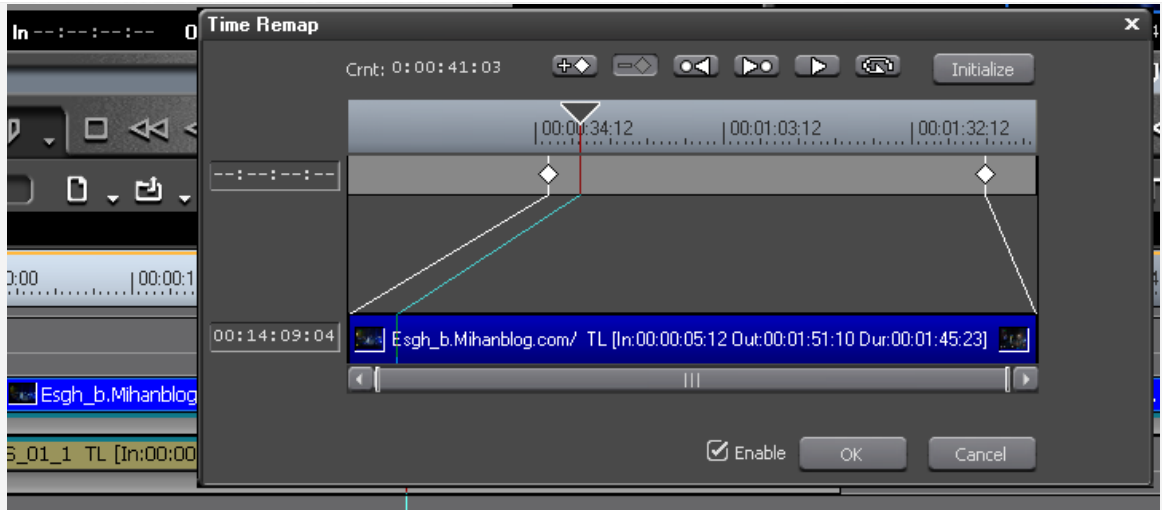 In --:--:--:--
Time Remap
Crnt: 0:00:41:03
Initialize
00:00:34:12 00:01:03:12 00:01:32:12
--:--:--:--
00:00:1
00:14:09:04
Esgh_b.Mihanblog.com/ TL [In:00:00:05:12 Out:00:01:51:10 Dur:00:01:45:23]
Esgh_b.Mihanblog
S_01_1 TL [In:00:00
Enable
OK
Cancel